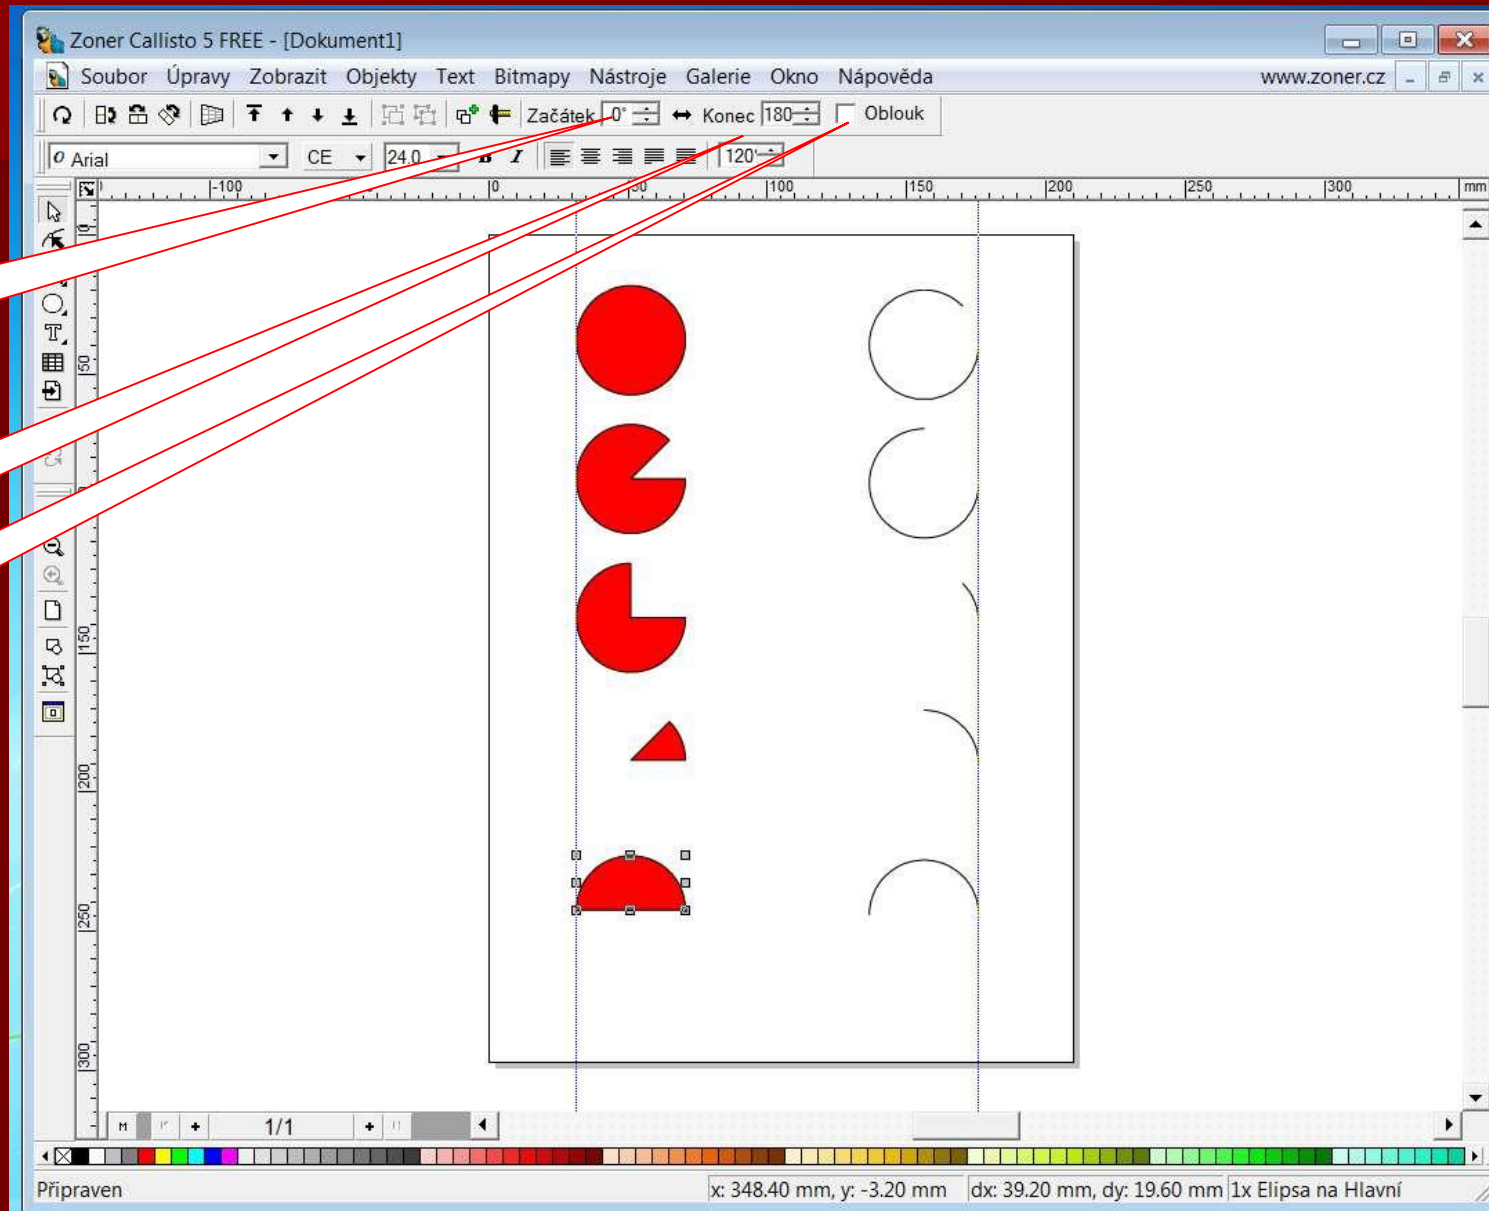 Zoner Callisto 5 FREE - [Dokument1]
Soubor Úpravy Zobrazit Objekty Text Bitmapy Nástroje Galerie Okno Nápověda www.zoner.cz
Začátek 0° Konec 180 Oblouk
Arial CE 24.0 B I 120
-100 0 50 100 150 200 250 300 mm
0
50
150
200
250
300
M 1/1
Připraven x: 348.40 mm, y: -3.20 mm dx: 39.20 mm, dy: 19.60 mm 1x Elipsa na Hlavní